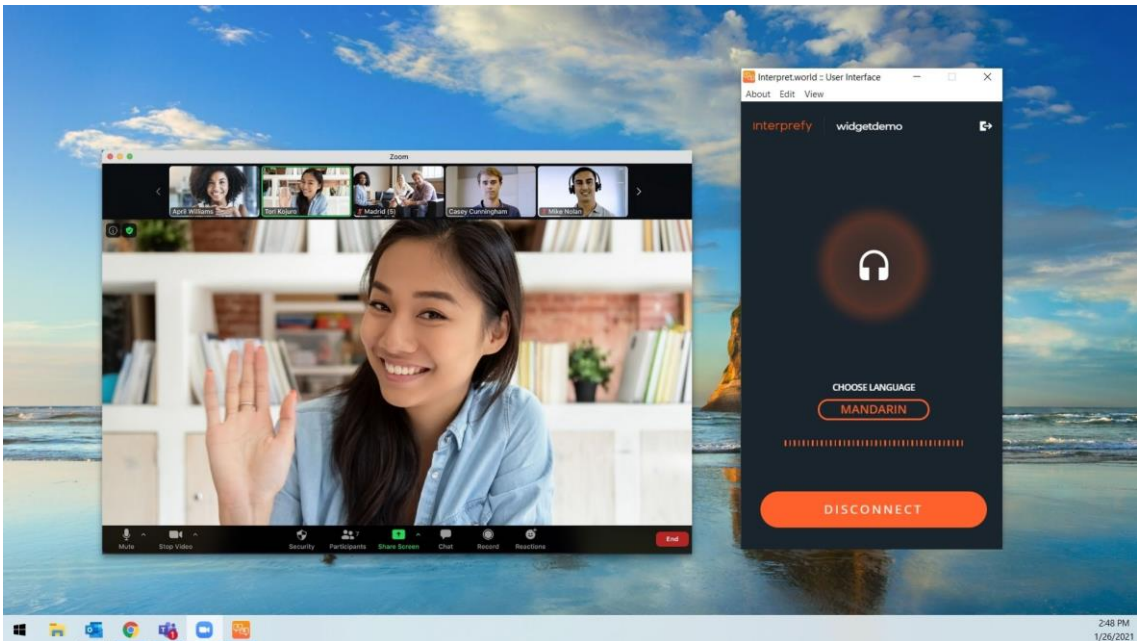 Zoom
April Williams
Tori Kojuro
Madrid (5)
Casey Cunningham
Mike Nolan
Mute
Stop Video
Security
Participants
7
Share Screen
Chat
Record
Reactions
End
Interpret.world :: User Interface
About Edit View
interprefy widgetdemo
CHOOSE LANGUAGE
MANDARIN
DISCONNECT
2:48 PM
1/26/2021